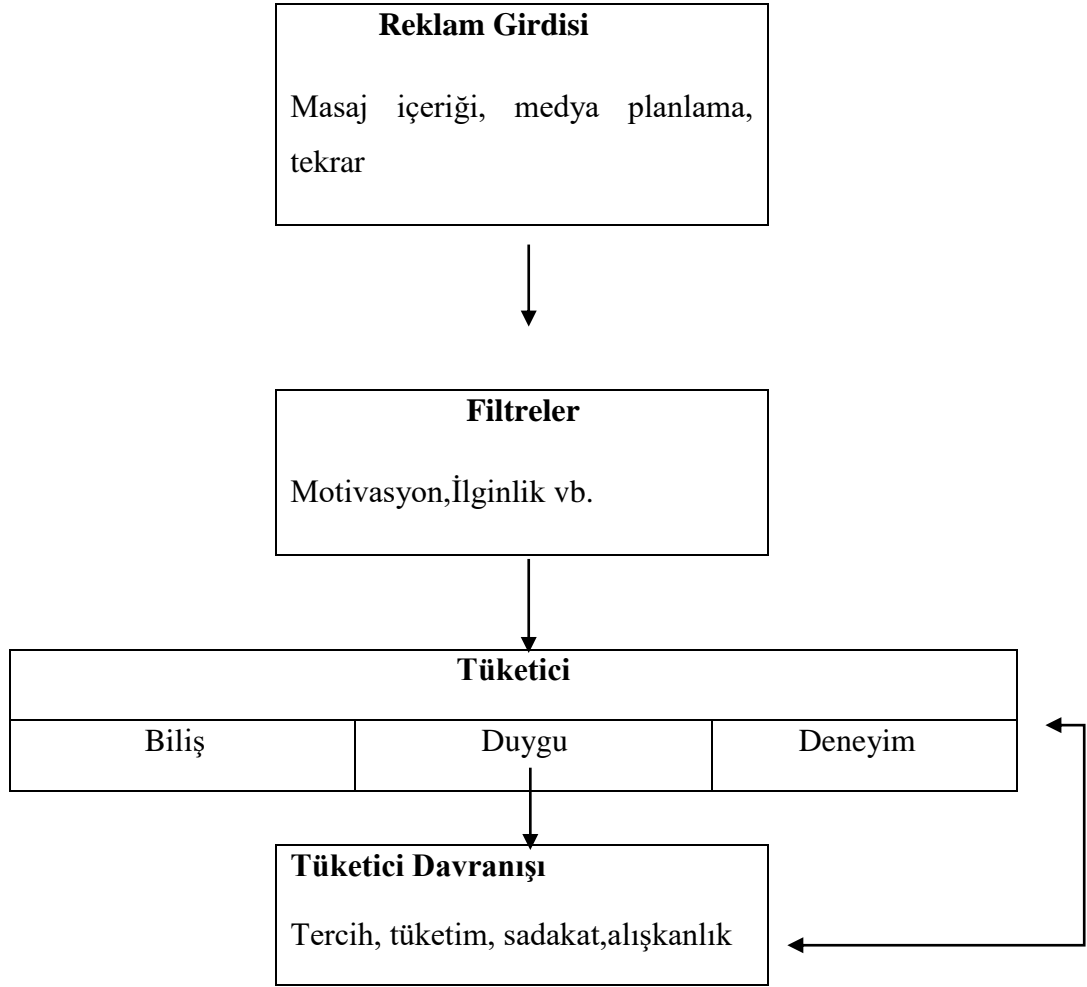 Reklam Girdisi
Masaj içeriği, medya planlama,
tekrar
Filtreler
Motivasyon,İlginlik vb.
Tüketici
Biliş Duygu Deneyim
Tüketici Davranışı
Tercih, tüketim, sadakat,alışkanlık